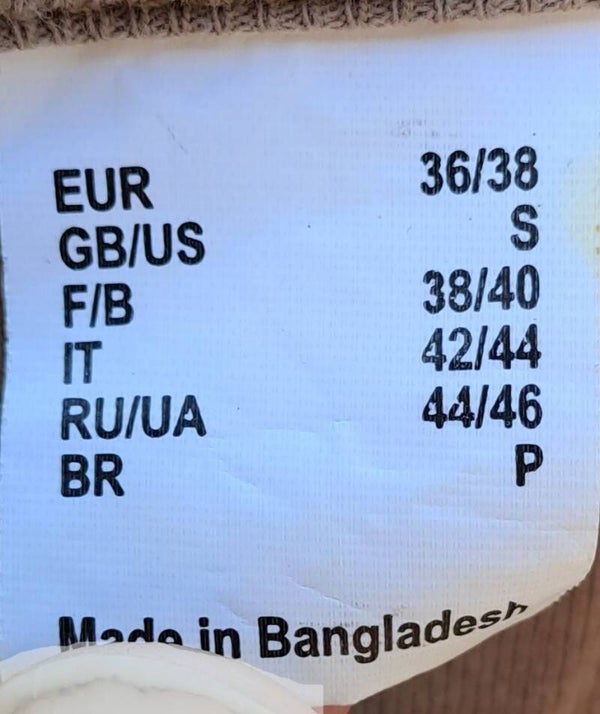 EUR 36/38
GB/US S
F/B 38/40
IT 42/44
RU/UA 44/46
BR P
Made in Bangladesh